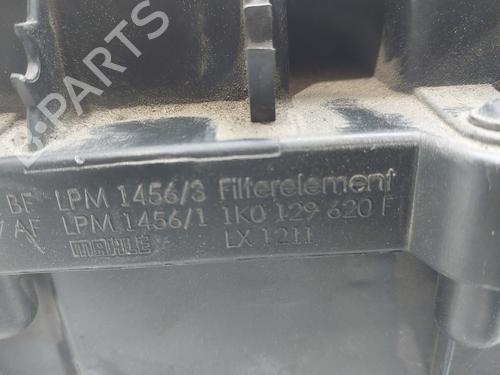 B-PARTS
BF LPM 1456/3 Filterelement
AF LPM 1456/1 1K0 129 620 F
MAHLE LX 1211